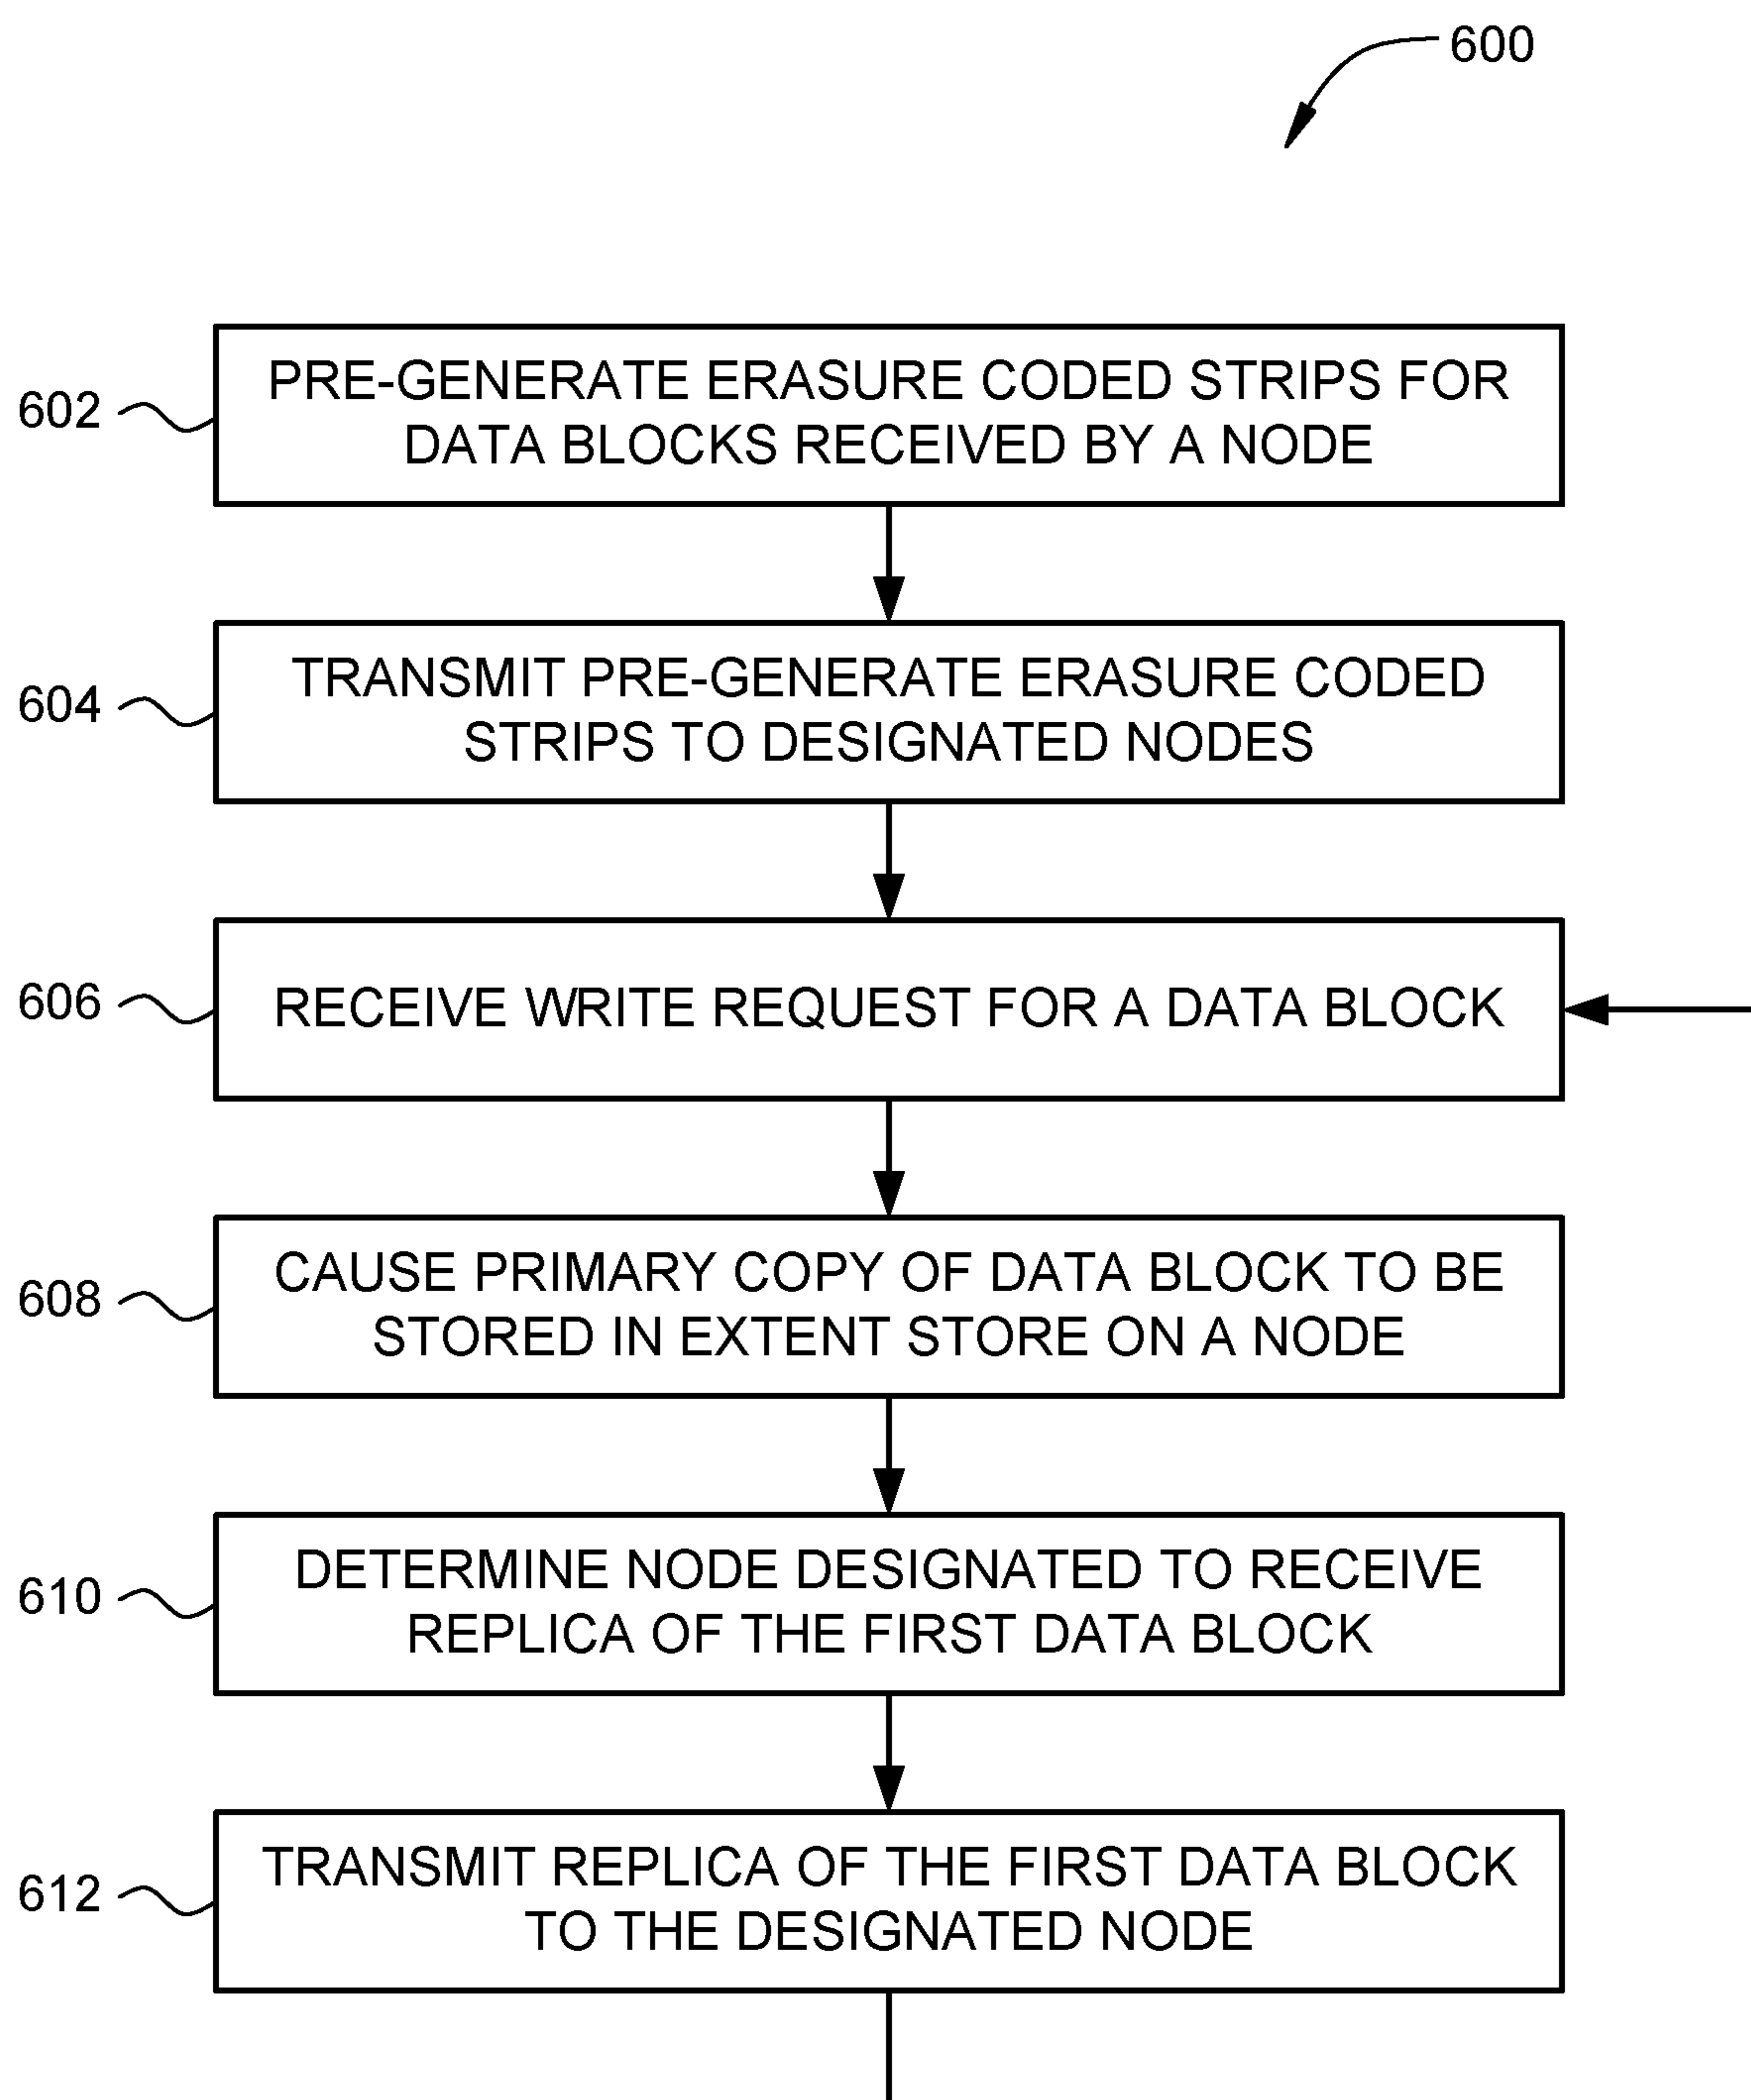 600
602
PRE-GENERATE ERASURE CODED STRIPS FOR
DATA BLOCKS RECEIVED BY A NODE
604
TRANSMIT PRE-GENERATE ERASURE CODED
STRIPS TO DESIGNATED NODES
606
RECEIVE WRITE REQUEST FOR A DATA BLOCK
608
CAUSE PRIMARY COPY OF DATA BLOCK TO BE
STORED IN EXTENT STORE ON A NODE
610
DETERMINE NODE DESIGNATED TO RECEIVE
REPLICA OF THE FIRST DATA BLOCK
612
TRANSMIT REPLICA OF THE FIRST DATA BLOCK
TO THE DESIGNATED NODE